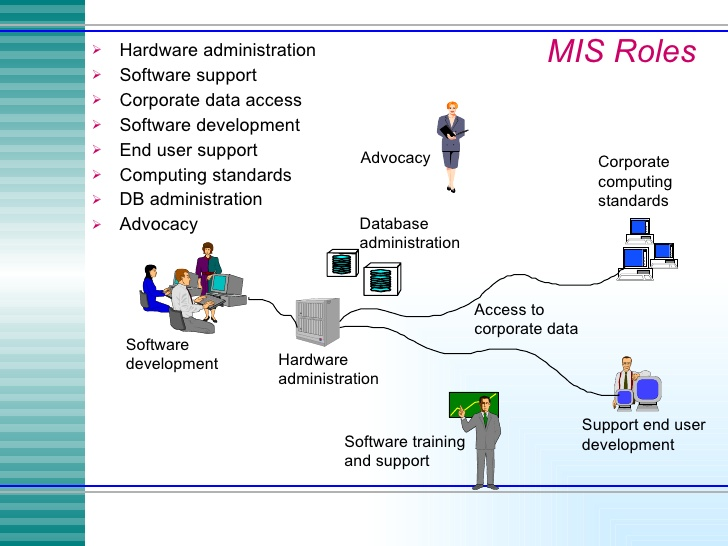 MIS Roles
Hardware administration
Software support
Corporate data access
Software development
End user support
Computing standards
DB administration
Advocacy
Advocacy
Corporate
computing
standards
Database
administration
Access to
corporate data
Software
development
Hardware
administration
Support end user
development
Software training
and support